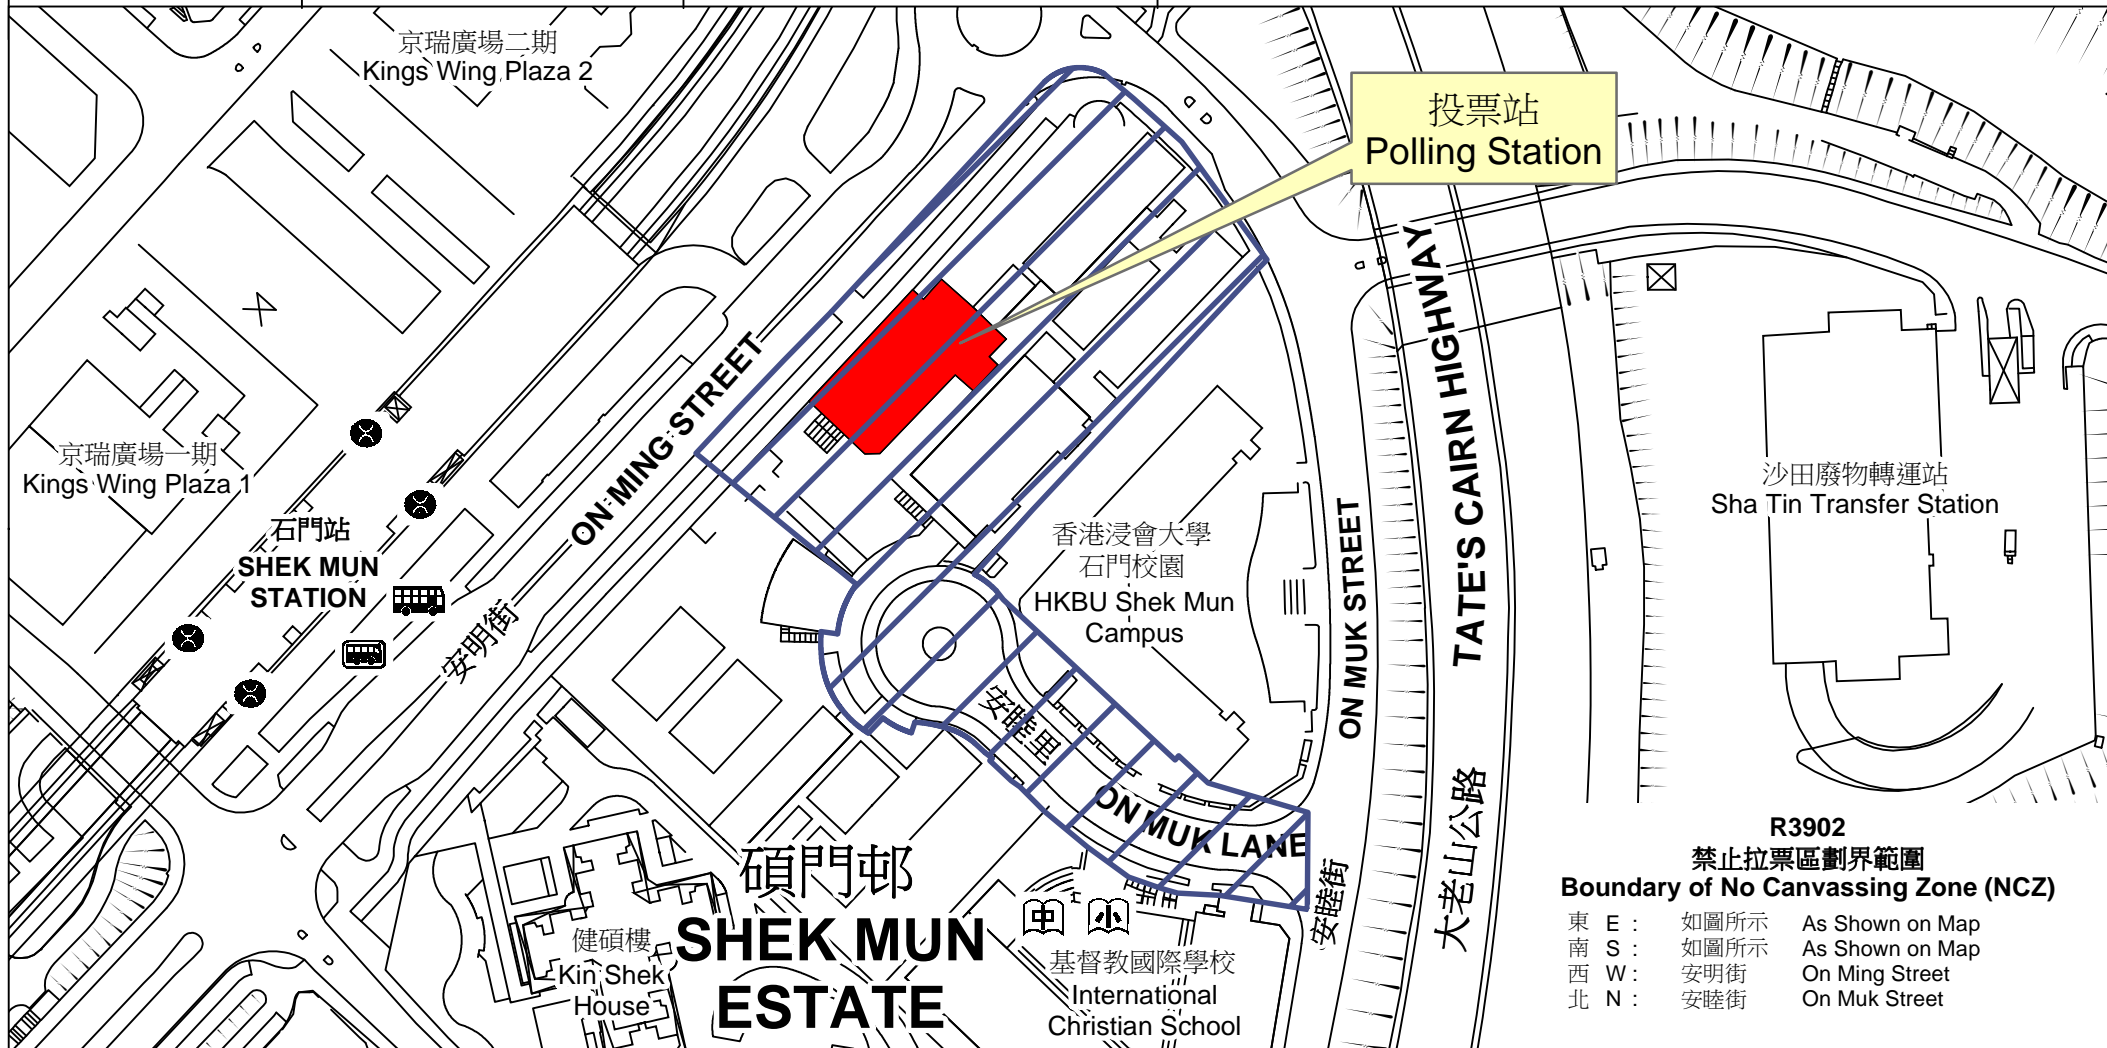 京瑞廣場二期
Kings Wing Plaza 2
投票站
Polling Station
京瑞廣場一期
Kings Wing Plaza 1
石門站
SHEK MUN
STATION
ON MING STREET
安明街
TATE'S CAIRN HIGHWAY
大老山公路
沙田廢物轉運站
Sha Tin Transfer Station
香港浸會大學
石門校園
HKBU Shek Mun
Campus
ON MUK STREET
安睦街
安睦里
ON MUK LANE
碩門邨
SHEK MUN
ESTATE
健碩樓
Kin Shek
House
中 小
基督教國際學校
International
Christian School
R3902
禁止拉票區劃界範圍
Boundary of No Canvassing Zone (NCZ)
東 E : 如圖所示 As Shown on Map
南 S : 如圖所示 As Shown on Map
西 W : 安明街 On Ming Street
北 N : 安睦街 On Muk Street